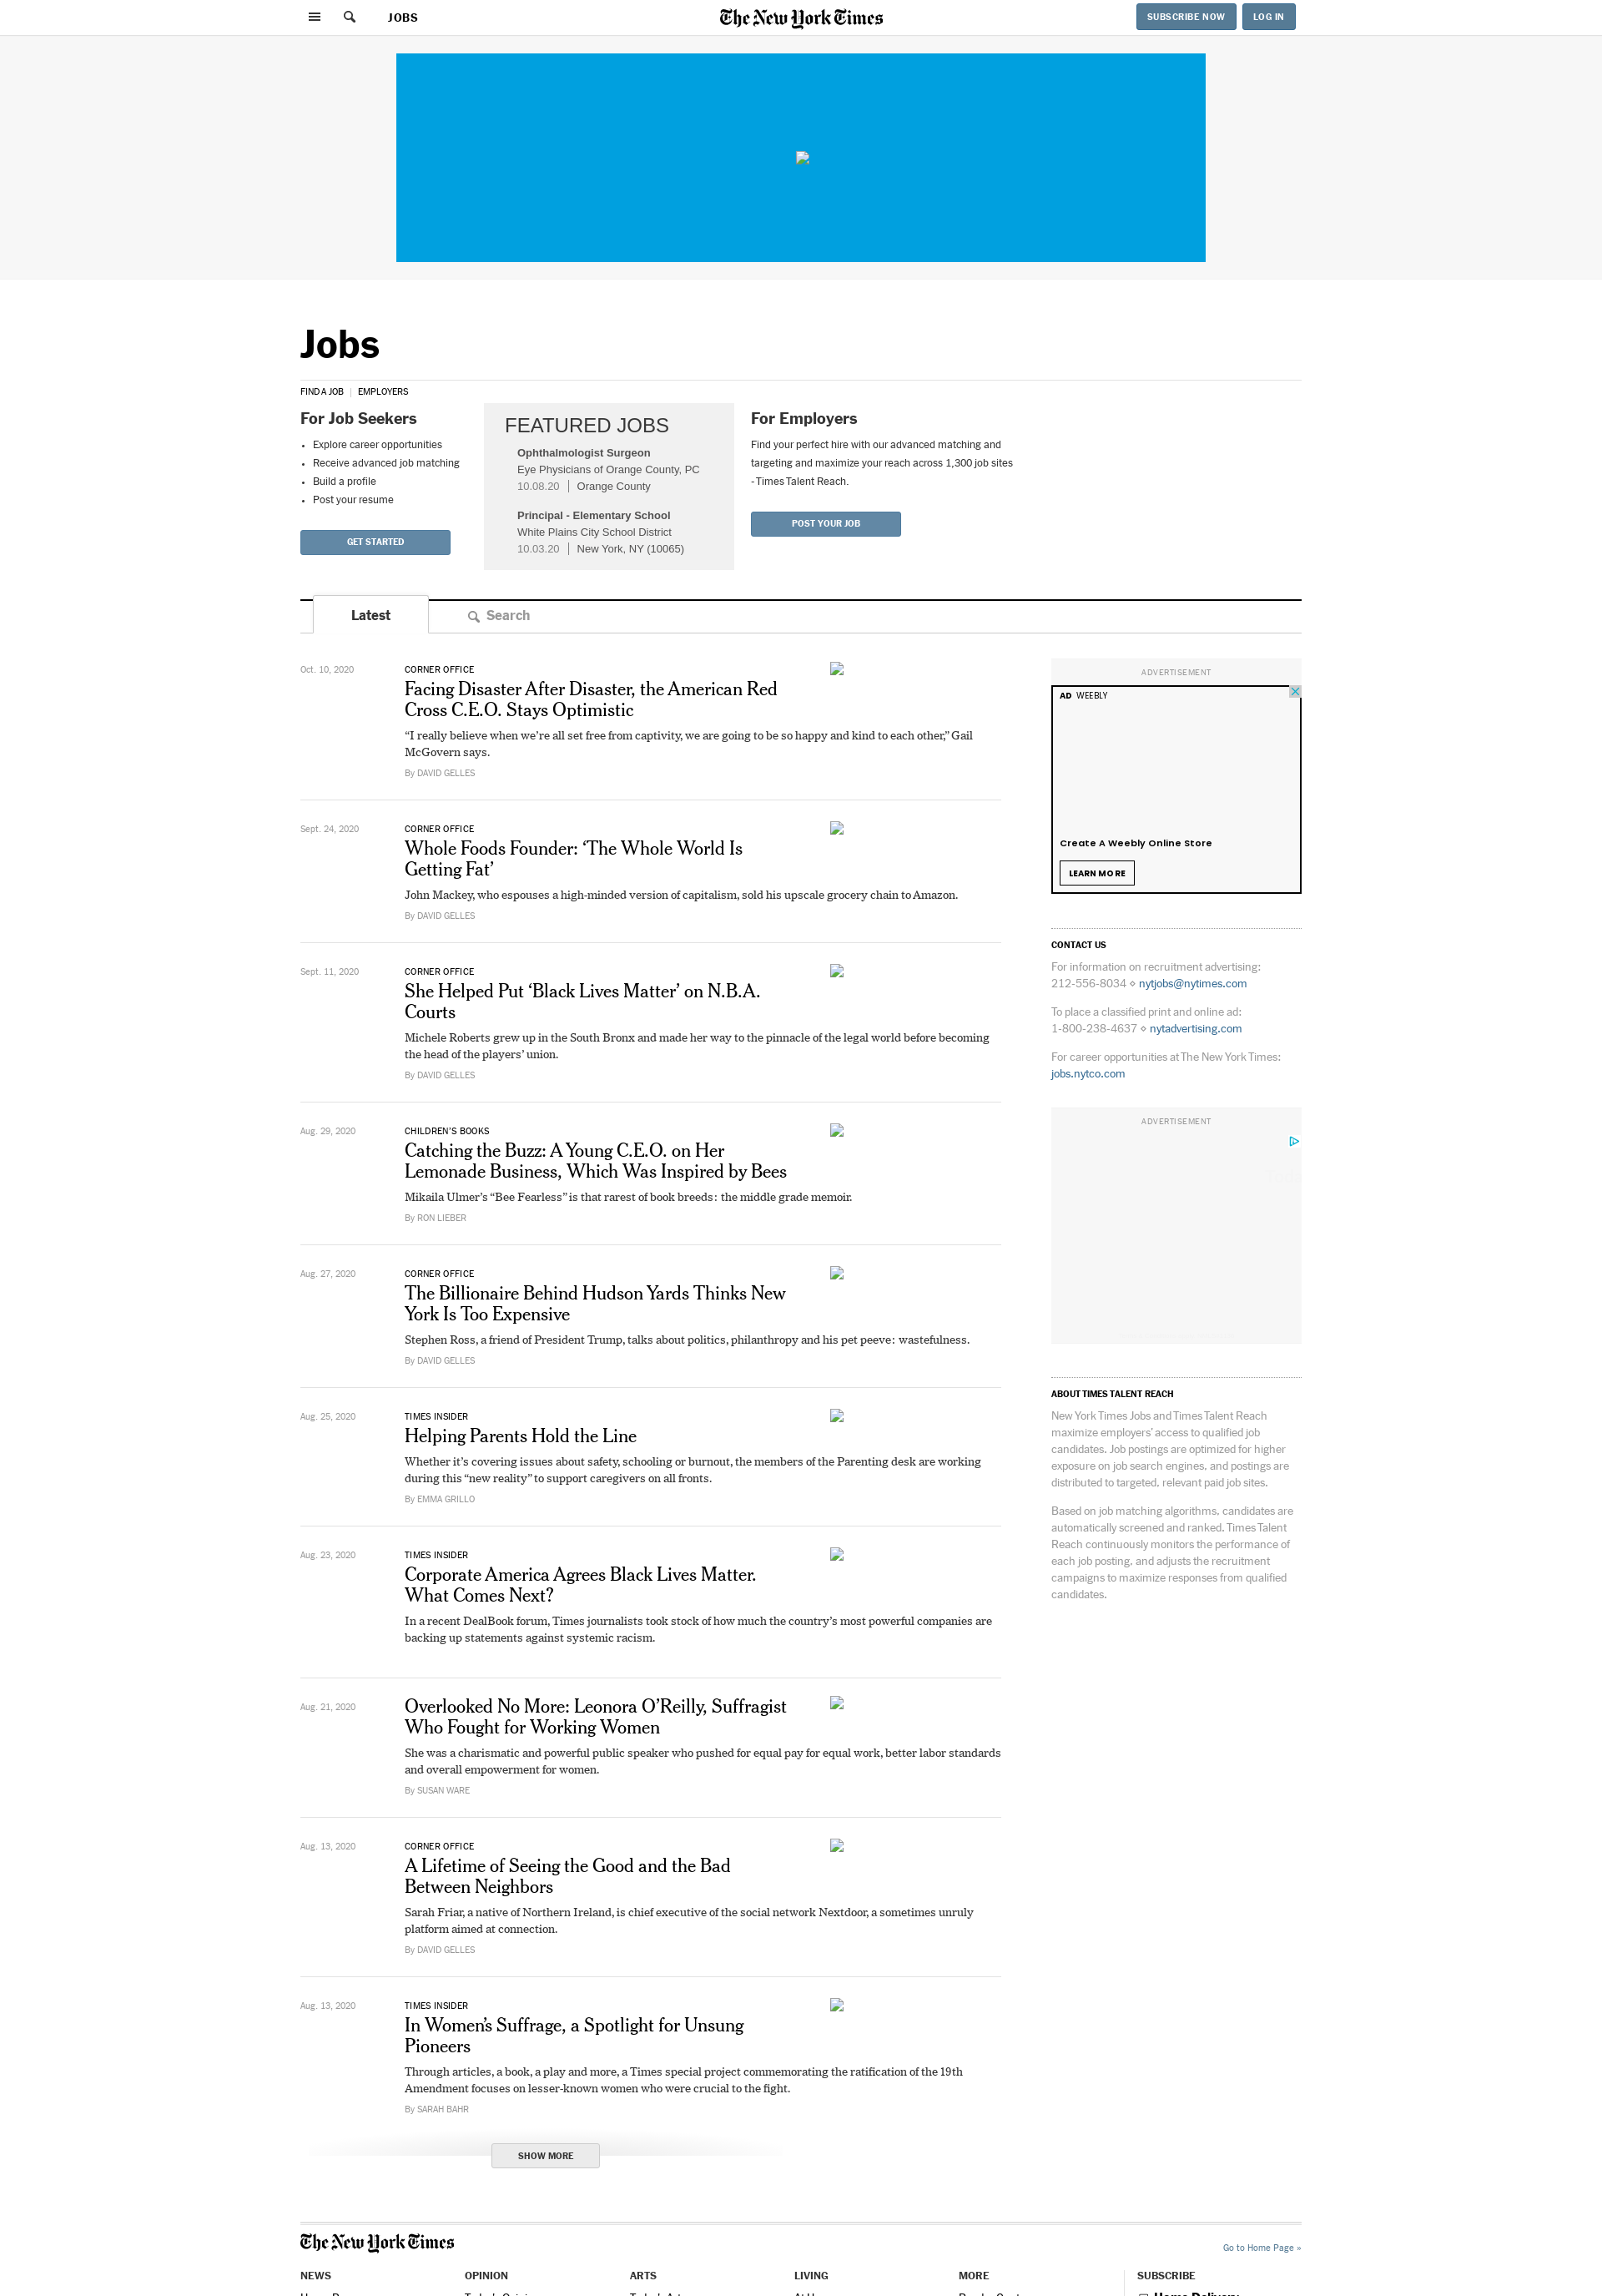 JOBS
The New York Times
SUBSCRIBE NOW
LOG IN
Jobs
FIND A JOB | EMPLOYERS
For Job Seekers
• Explore career opportunities
• Receive advanced job matching
• Build a profile
• Post your resume
GET STARTED
FEATURED JOBS
Ophthalmologist Surgeon
Eye Physicians of Orange County, PC
10.08.20 | Orange County
Principal - Elementary School
White Plains City School District
10.03.20 | New York, NY (10065)
For Employers
Find your perfect hire with our advanced matching and
targeting and maximize your reach across 1,300 job sites
- Times Talent Reach.
POST YOUR JOB
Latest
Search
Oct. 10, 2020
CORNER OFFICE
Facing Disaster After Disaster, the American Red
Cross C.E.O. Stays Optimistic
“I really believe when we’re all set free from captivity, we are going to be so happy and kind to each other,” Gail
McGovern says.
By DAVID GELLES
Sept. 24, 2020
CORNER OFFICE
Whole Foods Founder: ‘The Whole World Is
Getting Fat’
John Mackey, who espouses a high-minded version of capitalism, sold his upscale grocery chain to Amazon.
By DAVID GELLES
Sept. 11, 2020
CORNER OFFICE
She Helped Put ‘Black Lives Matter’ on N.B.A.
Courts
Michele Roberts grew up in the South Bronx and made her way to the pinnacle of the legal world before becoming
the head of the players’ union.
By DAVID GELLES
Aug. 29, 2020
CHILDREN’S BOOKS
Catching the Buzz: A Young C.E.O. on Her
Lemonade Business, Which Was Inspired by Bees
Mikaila Ulmer’s “Bee Fearless” is that rarest of book breeds: the middle grade memoir.
By RON LIEBER
Aug. 27, 2020
CORNER OFFICE
The Billionaire Behind Hudson Yards Thinks New
York Is Too Expensive
Stephen Ross, a friend of President Trump, talks about politics, philanthropy and his pet peeve: wastefulness.
By DAVID GELLES
Aug. 25, 2020
TIMES INSIDER
Helping Parents Hold the Line
Whether it’s covering issues about safety, schooling or burnout, the members of the Parenting desk are working
during this “new reality” to support caregivers on all fronts.
By EMMA GRILLO
Aug. 23, 2020
TIMES INSIDER
Corporate America Agrees Black Lives Matter.
What Comes Next?
In a recent DealBook forum, Times journalists took stock of how much the country’s most powerful companies are
backing up statements against systemic racism.
Aug. 21, 2020
Overlooked No More: Leonora O’Reilly, Suffragist
Who Fought for Working Women
She was a charismatic and powerful public speaker who pushed for equal pay for equal work, better labor standards
and overall empowerment for women.
By SUSAN WARE
Aug. 13, 2020
CORNER OFFICE
A Lifetime of Seeing the Good and the Bad
Between Neighbors
Sarah Friar, a native of Northern Ireland, is chief executive of the social network Nextdoor, a sometimes unruly
platform aimed at connection.
By DAVID GELLES
Aug. 13, 2020
TIMES INSIDER
In Women’s Suffrage, a Spotlight for Unsung
Pioneers
Through articles, a book, a play and more, a Times special project commemorating the ratification of the 19th
Amendment focuses on lesser-known women who were crucial to the fight.
By SARAH BAHR
SHOW MORE
ADVERTISEMENT
AD WEEBLY
Create A Weebly Online Store
LEARN MORE
CONTACT US
For information on recruitment advertising:
212-556-8034 ⋄ nytjobs@nytimes.com
To place a classified print and online ad:
1-800-238-4637 ⋄ nytadvertising.com
For career opportunities at The New York Times:
jobs.nytco.com
ADVERTISEMENT
ABOUT TIMES TALENT REACH
New York Times Jobs and Times Talent Reach
maximize employers’ access to qualified job
candidates. Job postings are optimized for higher
exposure on job search engines, and postings are
distributed to targeted, relevant paid job sites.
Based on job matching algorithms, candidates are
automatically screened and ranked. Times Talent
Reach continuously monitors the performance of
each job posting, and adjusts the recruitment
campaigns to maximize responses from qualified
candidates.
The New York Times
Go to Home Page »
NEWS
OPINION
ARTS
LIVING
MORE
SUBSCRIBE